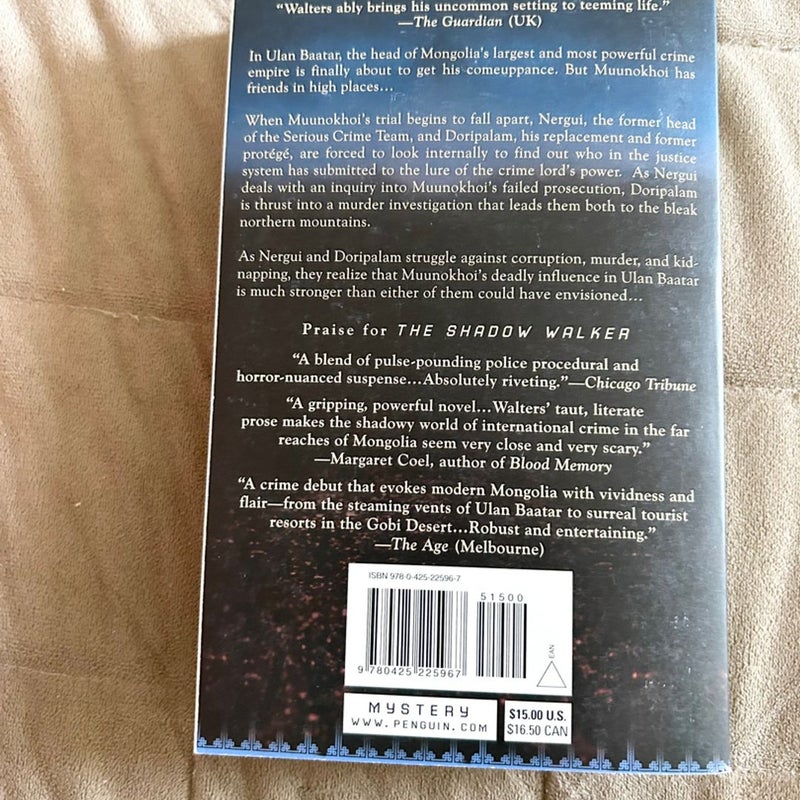 “Walters ably brings his uncommon setting to teeming life.”
—The Guardian (UK)
In Ulan Baatar, the head of Mongolia's largest and most powerful crime
empire is finally about to get his comeuppance. But Muunokhoi has
friends in high places…
When Muunokhoi's trial begins to fall apart, Nergui, the former head
of the Serious Crime Team, and Doripalam, his replacement and former
protégé, are forced to look internally to find out who in the justice
system has submitted to the lure of the crime lord's power. As Nergui
deals with an inquiry into Muunokhoi's failed prosecution, Doripalam
is thrust into a murder investigation that leads them both to the bleak
northern mountains.
As Nergui and Doripalam struggle against corruption, murder, and kid-
napping, they realize that Muunokhoi's deadly influence in Ulan Baatar
is much stronger than either of them could have envisioned…
Praise for THE SHADOW WALKER
“A blend of pulse-pounding police procedural and
horror-nuanced suspense…Absolutely riveting.”—Chicago Tribune
“A gripping, powerful novel…Walters' taut, literate
prose makes the shadowy world of international crime in the far
reaches of Mongolia seem very close and very scary.”
—Margaret Coel, author of Blood Memory
“A crime debut that evokes modern Mongolia with vividness and
flair—from the steaming vents of Ulan Baatar to surreal tourist
resorts in the Gobi Desert…Robust and entertaining.”
—The Age (Melbourne)
ISBN 978-0-425-22596-7
51500
9 780425 225967
EAN
MYSTERY
WWW.PENGUIN.COM
$15.00 U.S.
$16.50 CAN